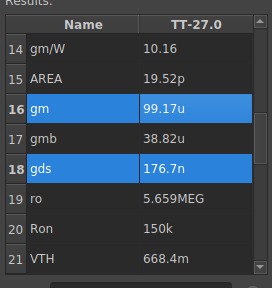 Results:
Name TT-27.0
14 gm/W 10.16
15 AREA 19.52p
16 gm 99.17u
17 gmb 38.82u
18 gds 176.7n
19 ro 5.659MEG
20 Ron 150k
21 VTH 668.4m